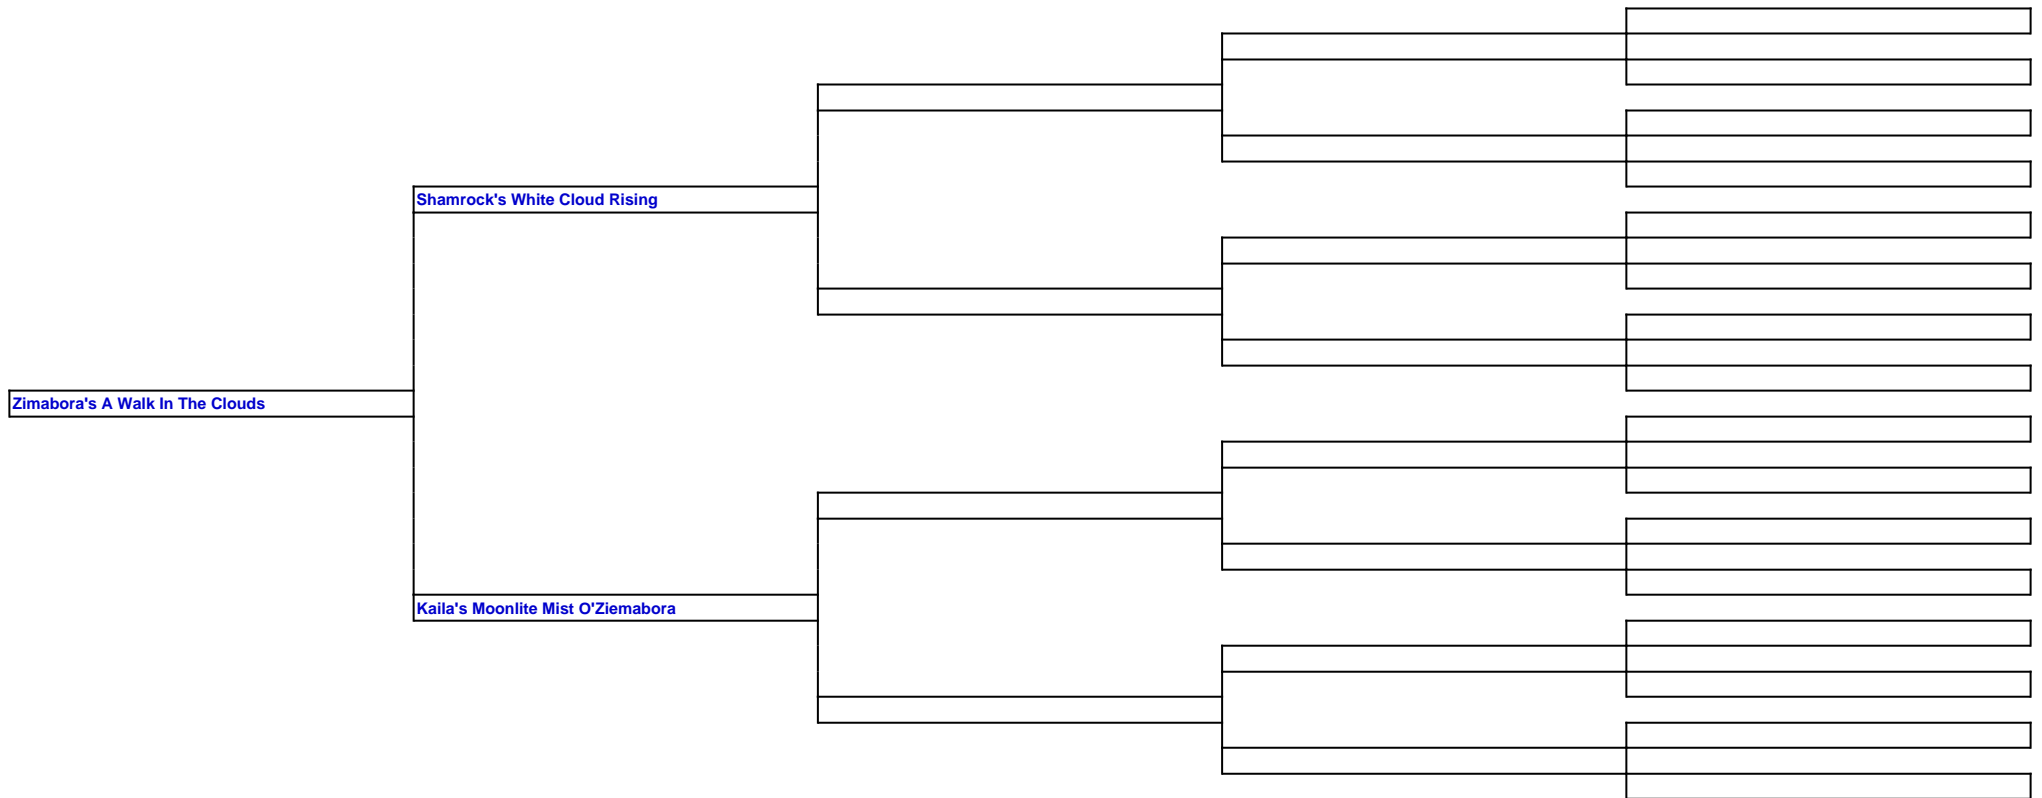 Shamrock's White Cloud Rising
Zimabora's A Walk In The Clouds
Kaila's Moonlite Mist O'Ziemabora